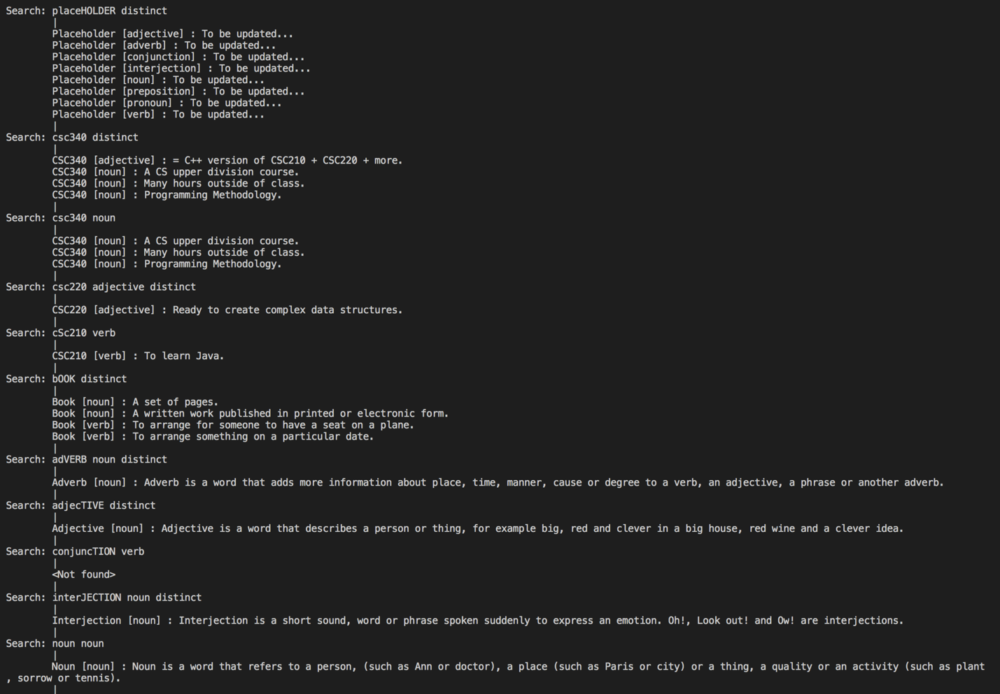 Search: placeHOLDER distinct
|
Placeholder [adjective] : To be updated...
Placeholder [adverb] : To be updated...
Placeholder [conjunction] : To be updated...
Placeholder [interjection] : To be updated...
Placeholder [noun] : To be updated...
Placeholder [preposition] : To be updated...
Placeholder [pronoun] : To be updated...
Placeholder [verb] : To be updated...
|
Search: csc340 distinct
|
CSC340 [adjective] : = C++ version of CSC210 + CSC220 + more.
CSC340 [noun] : A CS upper division course.
CSC340 [noun] : Many hours outside of class.
CSC340 [noun] : Programming Methodology.
|
Search: csc340 noun
|
CSC340 [noun] : A CS upper division course.
CSC340 [noun] : Many hours outside of class.
CSC340 [noun] : Programming Methodology.
|
Search: csc220 adjective distinct
|
CSC220 [adjective] : Ready to create complex data structures.
|
Search: cSc210 verb
|
CSC210 [verb] : To learn Java.
|
Search: bOOK distinct
|
Book [noun] : A set of pages.
Book [noun] : A written work published in printed or electronic form.
Book [verb] : To arrange for someone to have a seat on a plane.
Book [verb] : To arrange something on a particular date.
|
Search: adVERB noun distinct
|
Adverb [noun] : Adverb is a word that adds more information about place, time, manner, cause or degree to a verb, an adjective, a phrase or another adverb.
|
Search: adjecTIVE distinct
|
Adjective [noun] : Adjective is a word that describes a person or thing, for example big, red and clever in a big house, red wine and a clever idea.
|
Search: conjuncTION verb
|
<Not found>
|
Search: interJECTION noun distinct
|
Interjection [noun] : Interjection is a short sound, word or phrase spoken suddenly to express an emotion. Oh!, Look out! and Ow! are interjections.
|
Search: noun noun
|
Noun [noun] : Noun is a word that refers to a person, (such as Ann or doctor), a place (such as Paris or city) or a thing, a quality or an activity (such as plant
, sorrow or tennis).
|